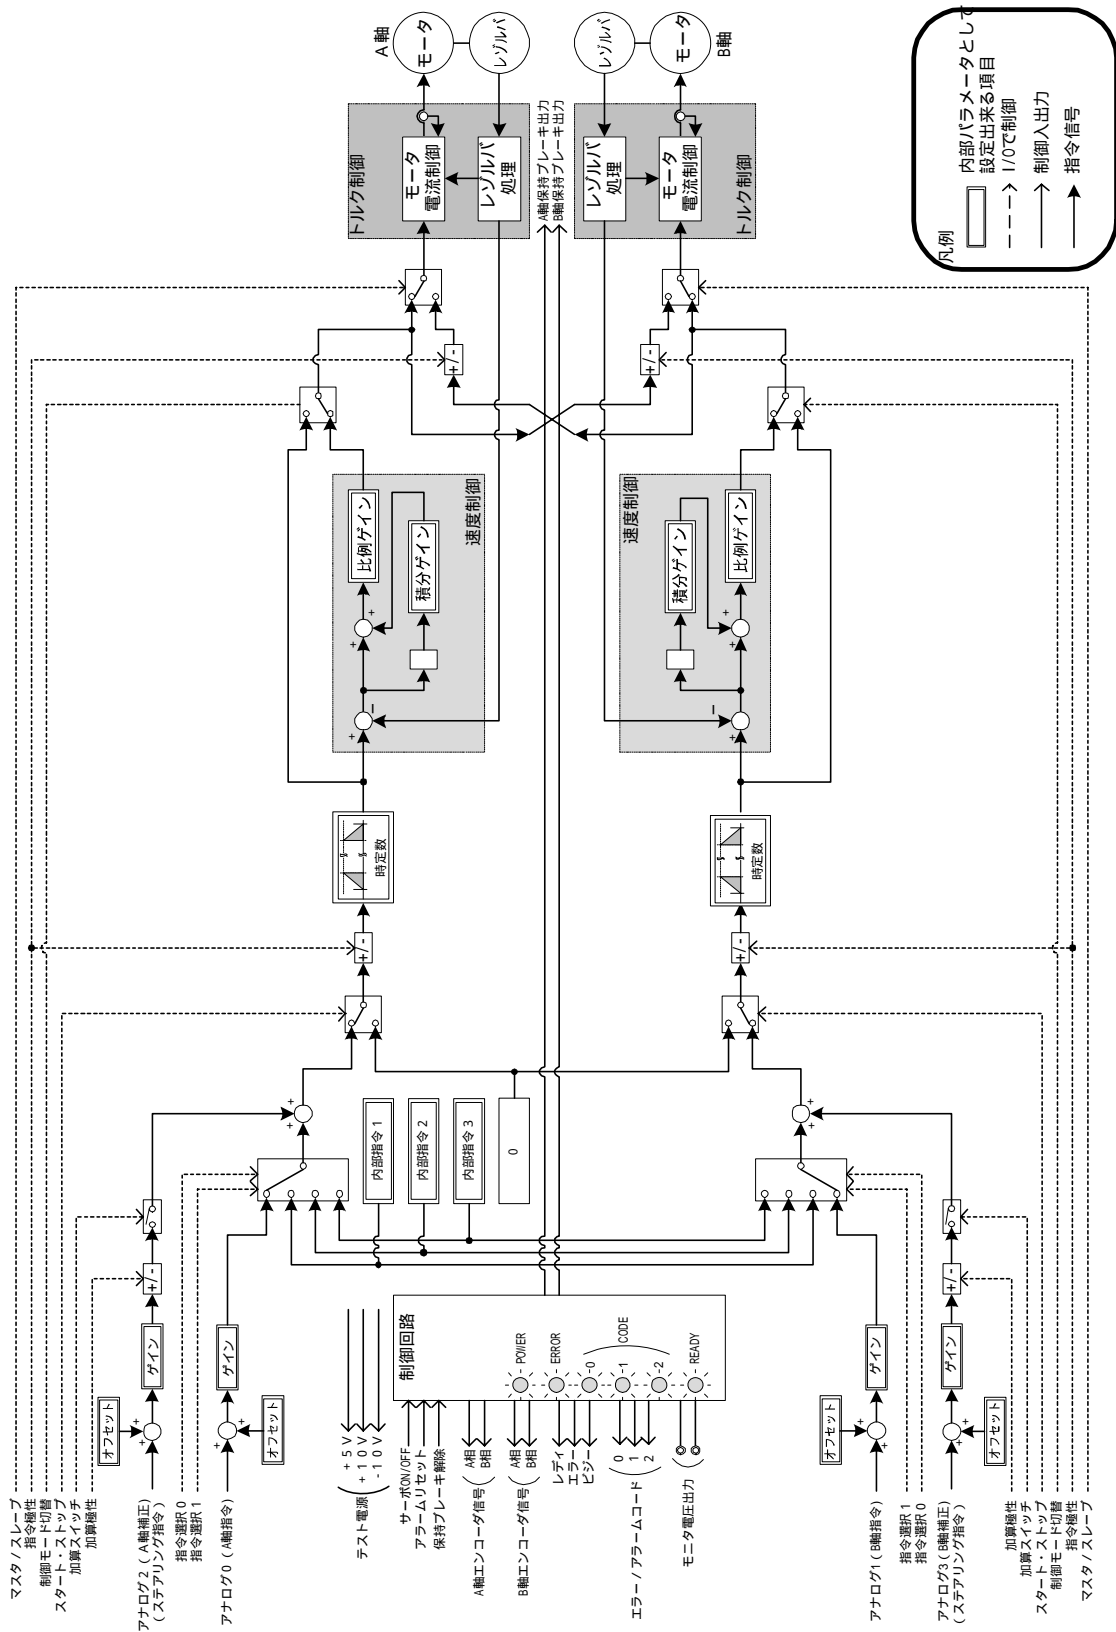 マスタ / スレーブ
指令極性
制御モード切替
スタート・ストップ
加算スイッチ
加算極性
アナログ2 ( A軸補正)
( ステアリング指令)
指令選択 0
指令選択 1
アナログ0 ( A軸指令)
オフセット
オフセット
+
+
+
+
ゲイン
ゲイン
+/-
+
+
+/-
時定数
+
−
+
+
比例ゲイン
積分ゲイン
速度制御
+/-
トルク制御
モータ
電流制御
レゾルバ
処理
A 軸
モータ
レゾルバ
内部指令 1
内部指令 2
内部指令 3
0
テスト電源
+ 5 V
+ 1 0 V
- 1 0 V
サーボON/OFF
アラームリセット
保持ブレーキ解除
A軸エンコーダ信号
A相
B相
B軸エンコーダ信号
A相
B相
レディ
エラー
ビジー
エラー / アラームコード
0
1
2
モニタ電圧出力
制御回路
POWER
ERROR
CODE
-0
-1
-2
READY
A軸保持ブレーキ出力
B軸保持ブレーキ出力
レゾルバ
モータ
B軸
レゾルバ
処理
モータ
電流制御
トルク制御
+/-
速度制御
積分ゲイン
比例ゲイン
+
−
+
+
時定数
+/-
+
+
+/-
ゲイン
ゲイン
オフセット
オフセット
+
+
+
+
アナログ1 ( B軸指令)
指令選択 1
指令選択 0
アナログ3 ( B軸補正)
( ステアリング指令 )
加算極性
加算スイッチ
スタート・ストップ
制御モード切替
指令極性
マスタ / スレーブ
凡例
内部パラメータとして
設定出来る項目
I/Oで制御
制御入出力
指令信号